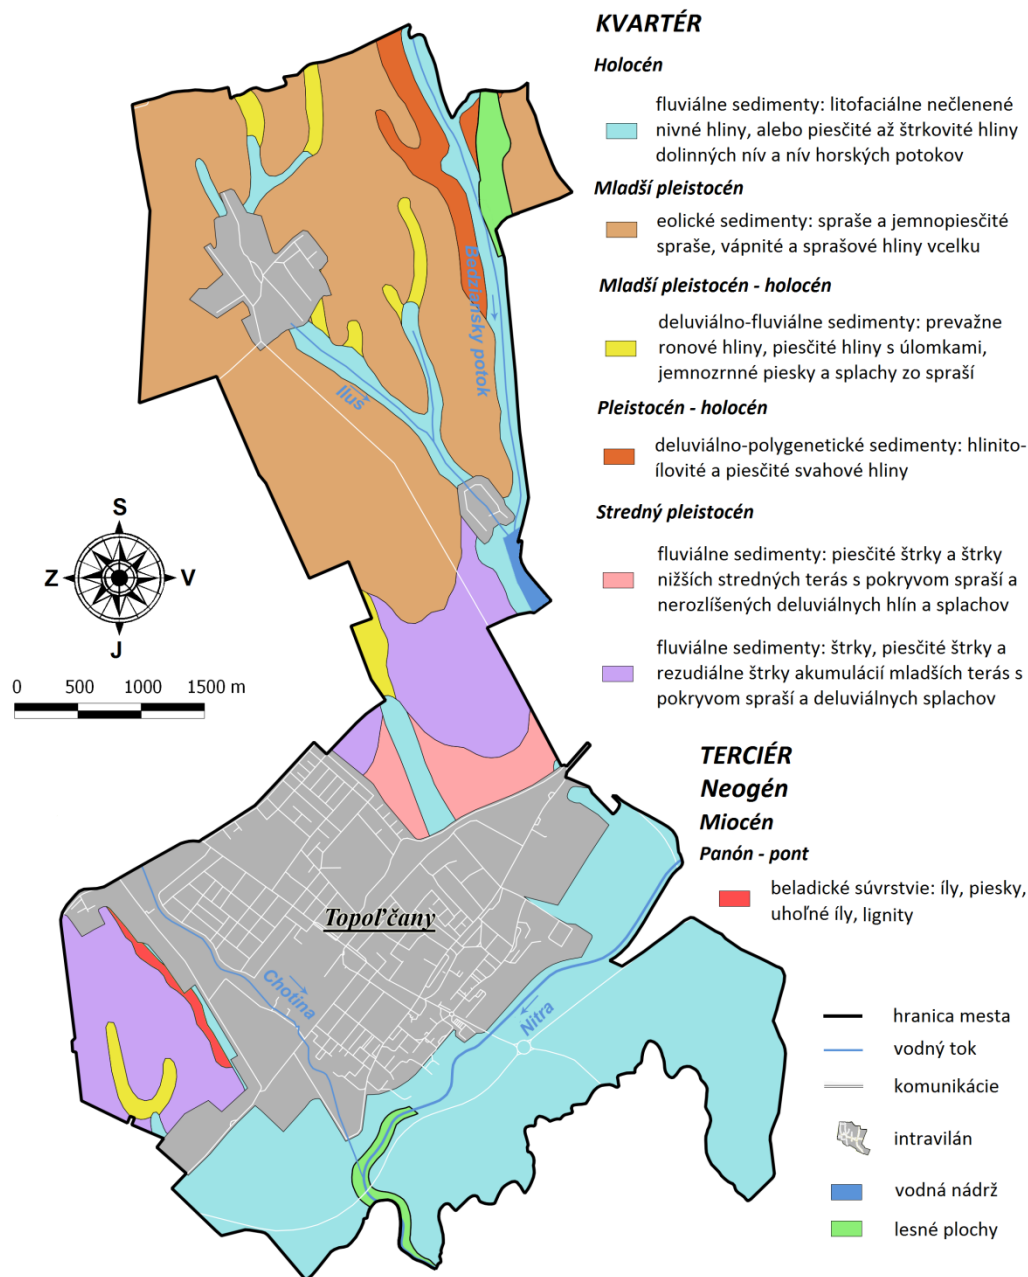 KVARTÉR
Holocén
fluviálne sedimenty: litofaciálne nečlenené
nivné hliny, alebo piesčité až štrkovité hliny
dolinných nív a nív horských potokov
Mladší pleistocén
eolické sedimenty: spraše a jemnopiesčité
spraše, vápnité a sprašové hliny vcelku
Mladší pleistocén - holocén
deluviálno-fluviálne sedimenty: prevažne
ronové hliny, piesčité hliny s úlomkami,
jemnozrnné piesky a splachy zo spraší
Pleistocén - holocén
deluviálno-polygenetické sedimenty: hlinito-
ílovité a piesčité svahové hliny
Stredný pleistocén
fluviálne sedimenty: piesčité štrky a štrky
nižších stredných terás s pokryvom spraší a
nerozlíšených deluviálnych hlín a splachov
fluviálne sedimenty: štrky, piesčité štrky a
rezuduálne štrky akumulácií mladších terás s
pokryvom spraší a deluviálnych splachov
TERCIÉR
Neogén
Miocén
Panón - pont
beladické súvrstvie: íly, piesky,
uhoľné íly, lignity
hranica mesta
vodný tok
komunikácie
intravilán
vodná nádrž
lesné plochy
Bedziansky potok
Ilus
S
Z
V
J
0 500 1000 1500 m
Topoľčany
Chotina
Nitra